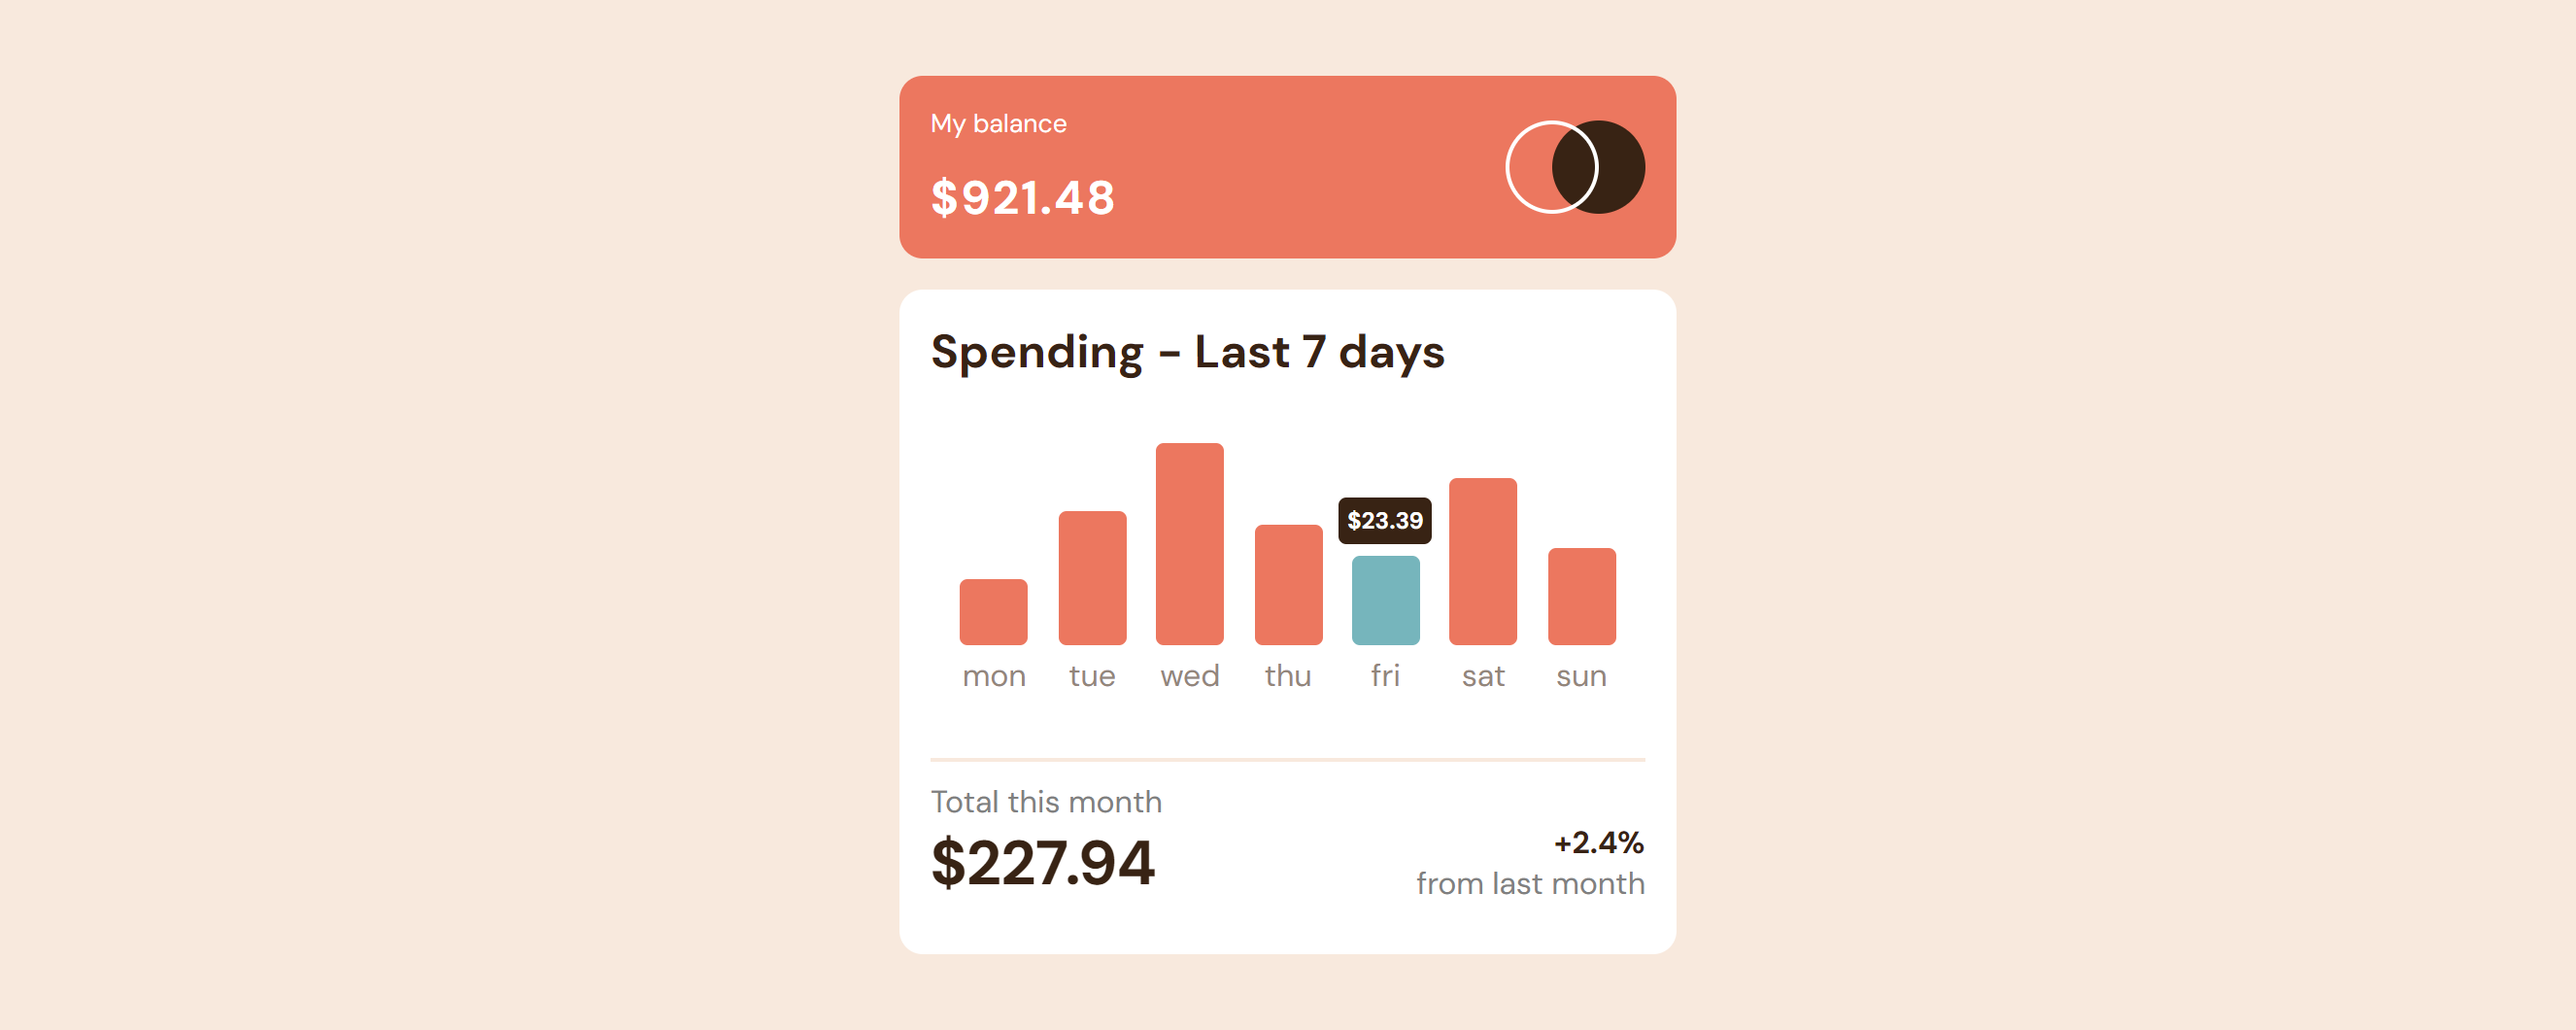 My balance
$921.48
Spending - Last 7 days
$23.39
mon tue wed thu fri sat sun
Total this month
$227.94
+2.4%
from last month